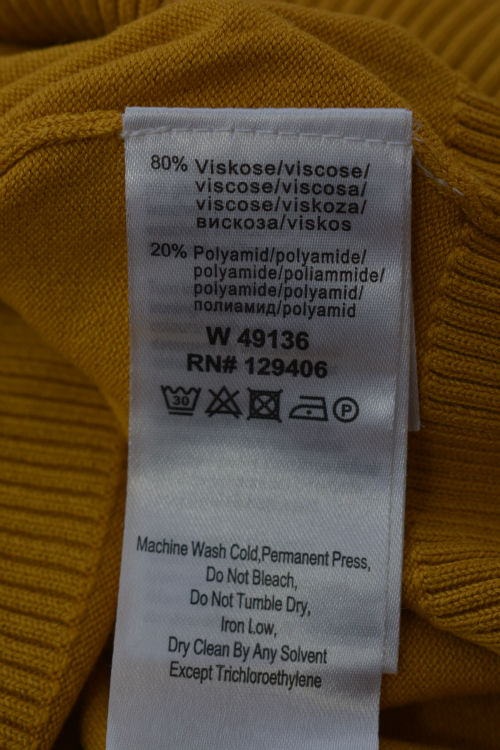 80% Viskose/viscose/
viscose/viscosa/
viscose/viskoza/
вискоза/viskos
20% Polyamid/polyamide/
polyamide/poliammide/
polyamide/polyamid/
полиамид/polyamid
W 49136
RN# 129406
30 P
Machine Wash Cold,Permanent Press,
Do Not Bleach,
Do Not Tumble Dry,
Iron Low,
Dry Clean By Any Solvent
Except Trichloroethylene